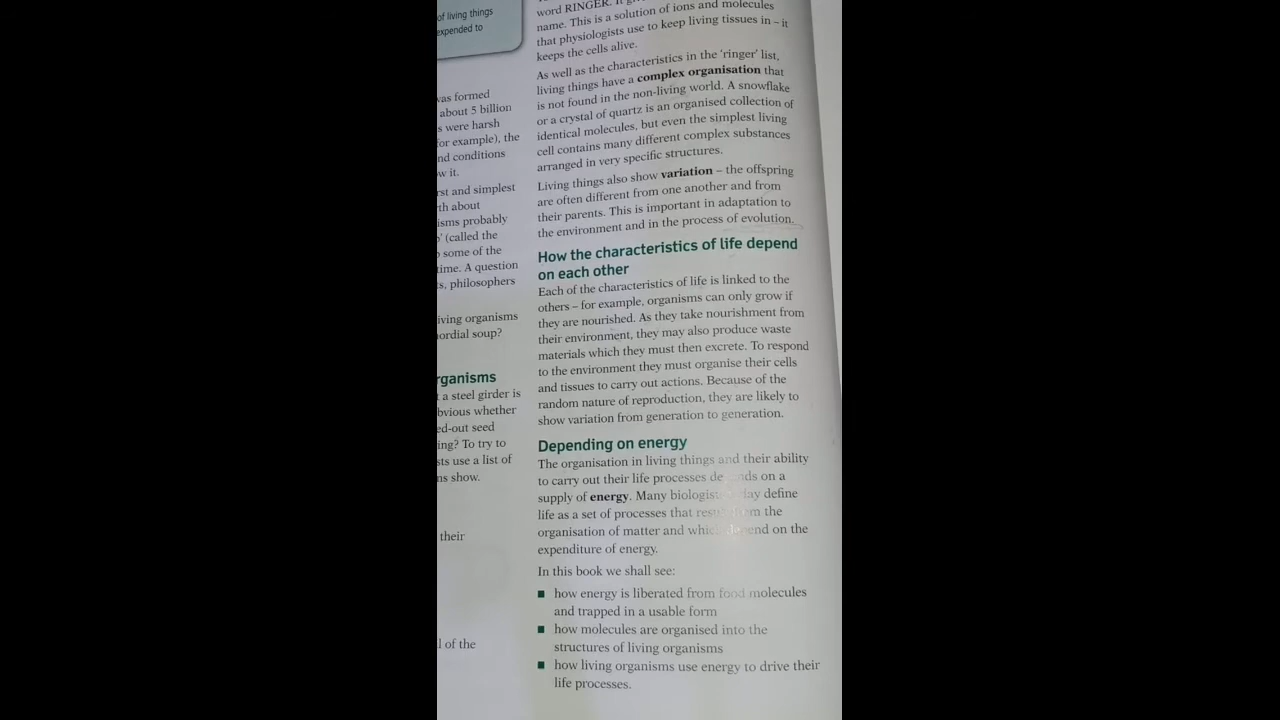 of living things
expended to
was formed
about 5 billion
s were harsh
for example), the
nd conditions
w it.
rst and simplest
th about
isms probably
' (called the
some of the
time. A question
s, philosophers
iving organisms
ordial soup?
rganisms
t a steel girder is
bvious whether
ed-out seed
ing? To try to
sts use a list of
ns show.
their
l of the
word RINGER. It
name. This is a solution of ions and molecules
that physiologists use to keep living tissues in – it
keeps the cells alive.
As well as the characteristics in the 'ringer' list,
living things have a complex organisation that
is not found in the non-living world. A snowflake
or a crystal of quartz is an organised collection of
identical molecules, but even the simplest living
cell contains many different complex substances
arranged in very specific structures.
Living things also show variation – the offspring
are often different from one another and from
their parents. This is important in adaptation to
the environment and in the process of evolution.
How the characteristics of life depend
on each other
Each of the characteristics of life is linked to the
others – for example, organisms can only grow if
they are nourished. As they take nourishment from
their environment, they may also produce waste
materials which they must then excrete. To respond
to the environment they must organise their cells
and tissues to carry out actions. Because of the
random nature of reproduction, they are likely to
show variation from generation to generation.
Depending on energy
The organisation in living things and their ability
to carry out their life processes depends on a
supply of energy. Many biologists define
life as a set of processes that result from the
organisation of matter and which depend on the
expenditure of energy.
In this book we shall see:
■ how energy is liberated from food molecules
and trapped in a usable form
■ how molecules are organised into the
structures of living organisms
■ how living organisms use energy to drive their
life processes.